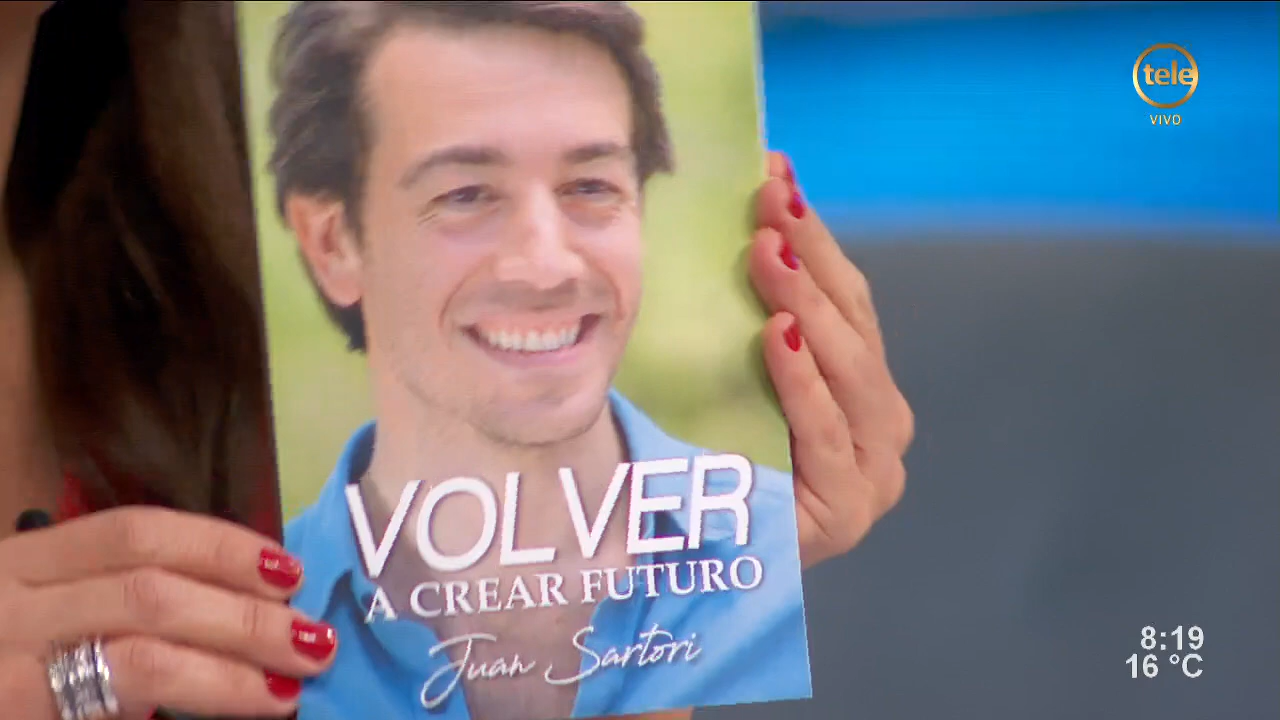 tele
VIVO
VOLVER
A CREAR FUTURO
Juan Sartori
8:19
16 °C